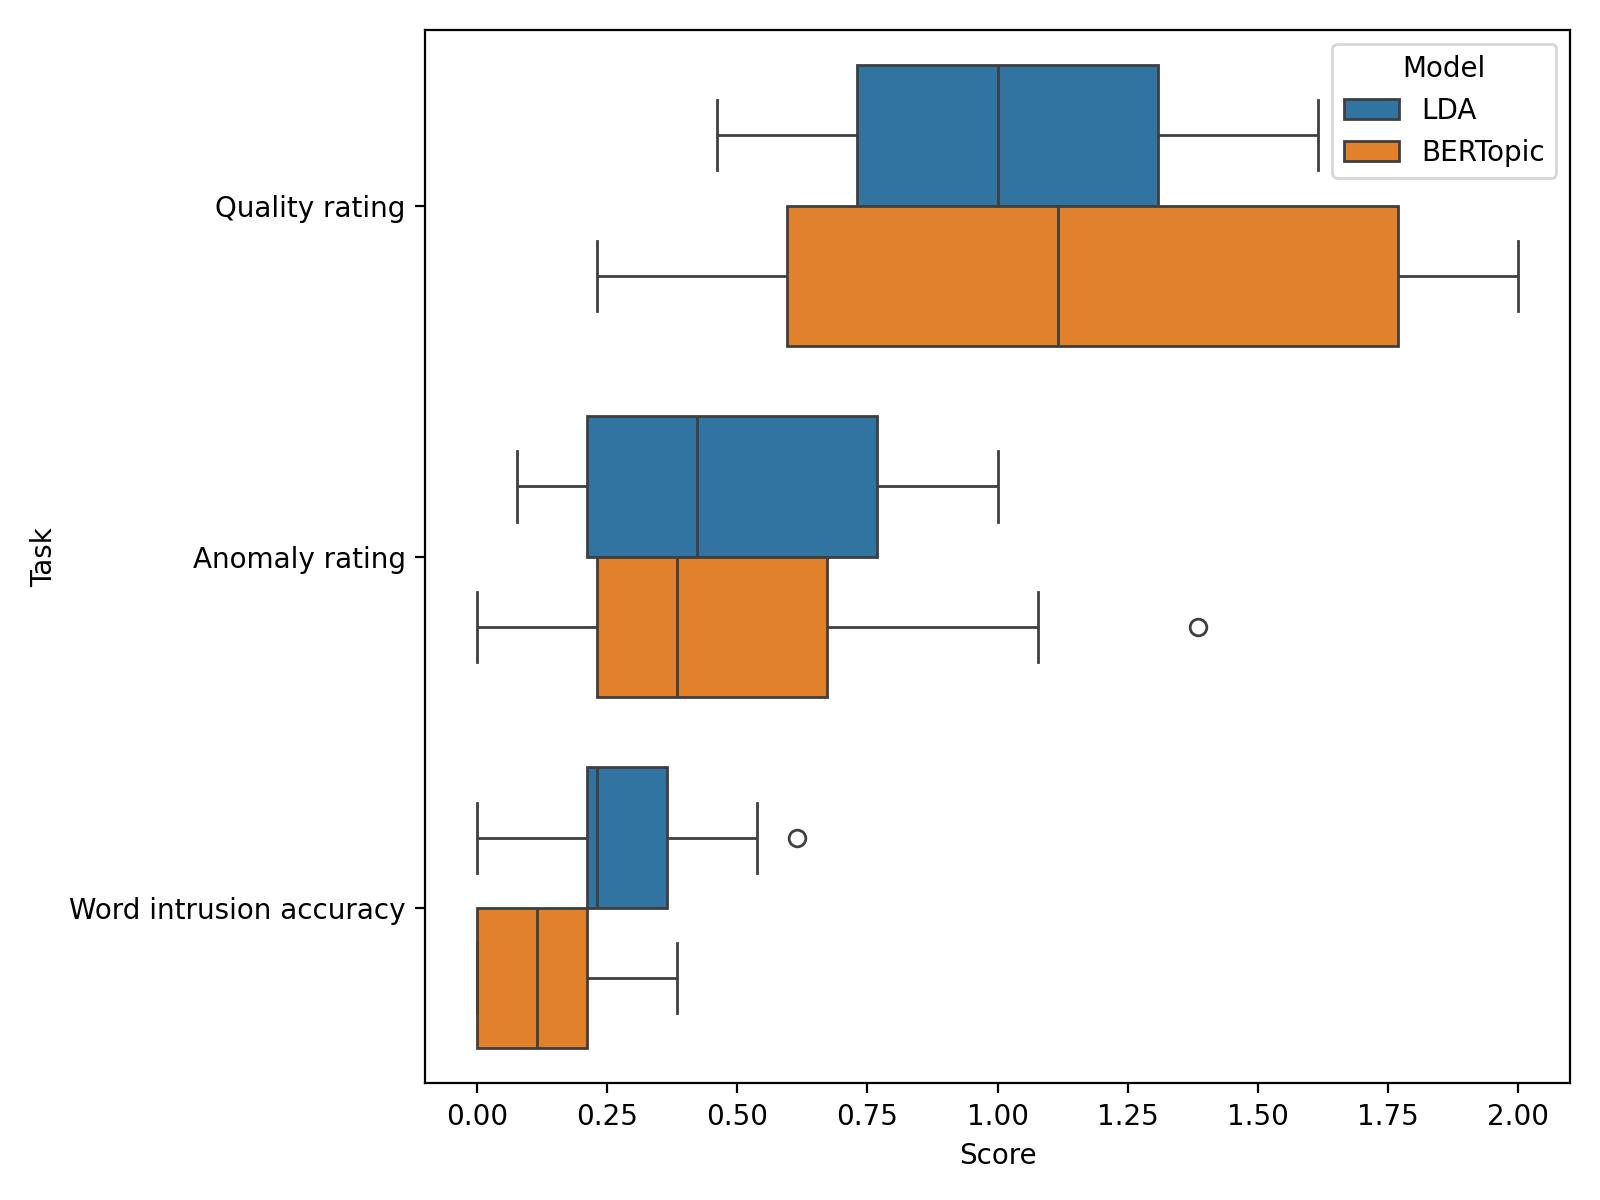 Model
LDA
BERTopic
Quality rating
Anomaly rating
Word intrusion accuracy
Task
0.00 0.25 0.50 0.75 1.00 1.25 1.50 1.75 2.00
Score